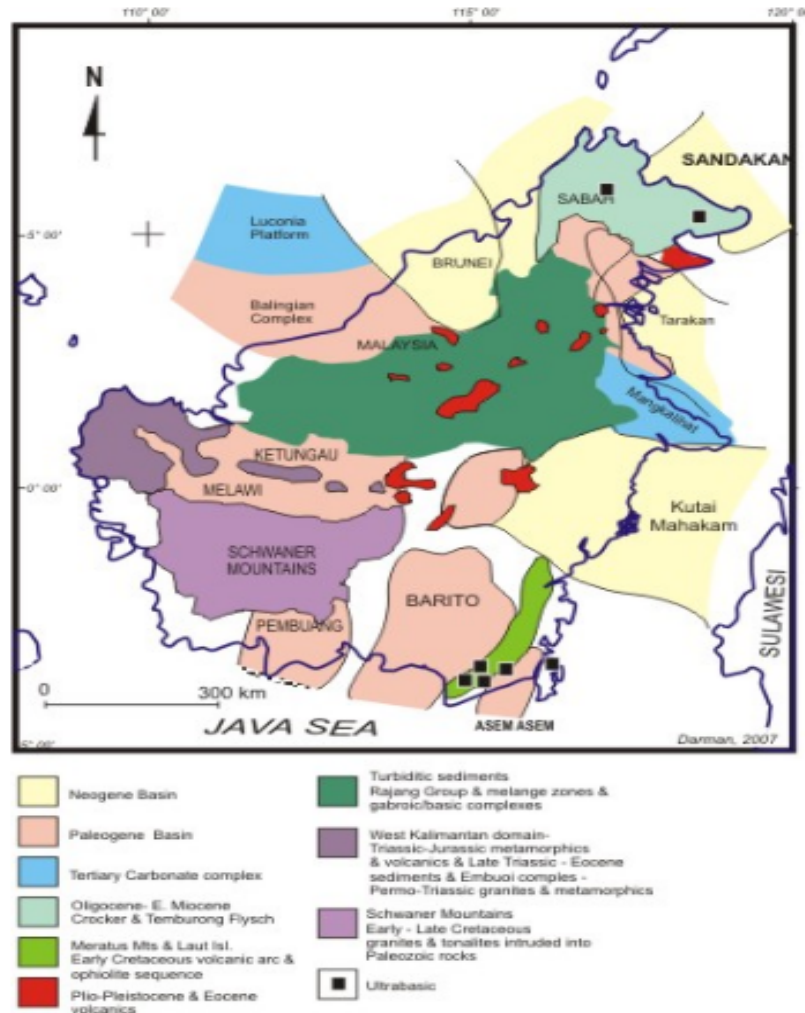 110° 00'
115° 00'
120° 00'
N
SANDAKAN
SABAH
Luconia
Platform
5° 00'
BRUNEI
Balingian
Complex
Tarakan
MALAYSIA
Mangkalihat
KETUNGAU
0° 00'
MELAWI
Kutai
Mahakam
SCHWANER
MOUNTAINS
SULAWESI
BARITO
PEMBUANG
0
300 km
JAVA SEA
ASEM ASEM
Darman, 2007
5° 00'
Neogene Basin
Paleogene Basin
Tertiary Carbonate complex
Oligocene- E. Miocene
Crocker & Temburong Flysch
Meratus Mts & Laut Isl.
Early Cretaceous volcanic arc &
ophiolite sequence
Plio-Pleistocene & Eocene
volcanics
Turbiditic sediments
Rajang Group & melange zones &
gabroic/basic complexes
West Kalimantan domain-
Triassic-Jurassic metamorphics
& volcanics & Late Triassic - Eocene
sediments & Embuoi comples -
Permo-Triassic granites & metamorphics
Schwaner Mountains
Early - Late Cretaceous
granites & tonalites intruded into
Paleozoic rocks
Ultrabasic